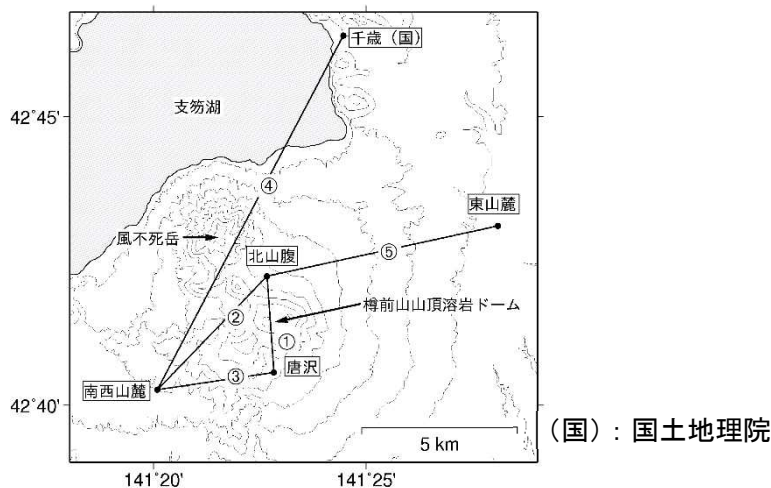 千歳(国)
支笏湖
42˚45'
④
東山麓
風不死岳
北山腹
⑤
②
樽前山山頂溶岩ドーム
①
南西山麓
③
唐沢
42˚40'
5 km
(国):国土地理院
141˚20'
141˚25'